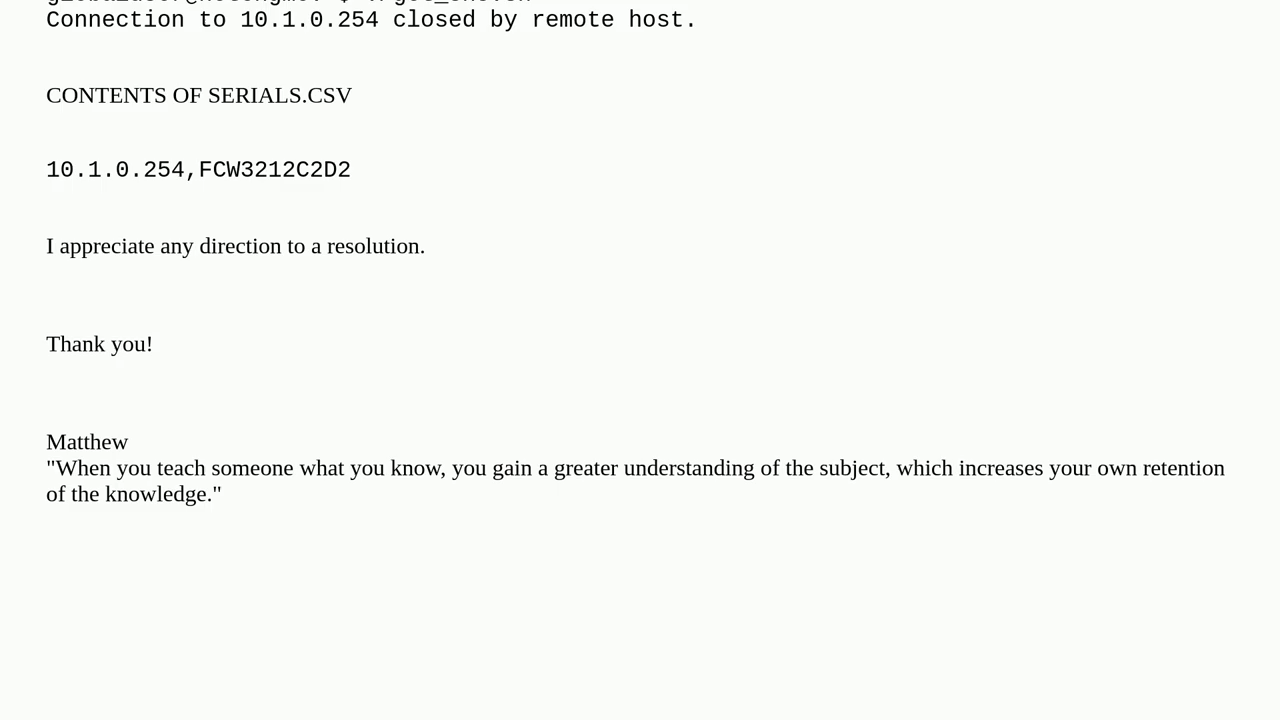 Connection to 10.1.0.254 closed by remote host.
CONTENTS OF SERIALS.CSV
10.1.0.254,FCW3212C2D2
I appreciate any direction to a resolution.
Thank you!
Matthew
"When you teach someone what you know, you gain a greater understanding of the subject, which increases your own retention
of the knowledge."